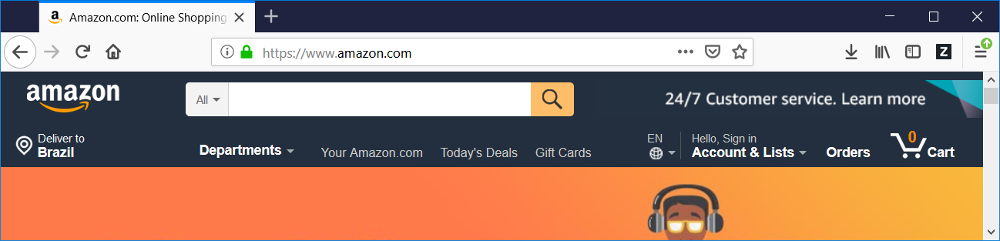 Amazon.com: Online Shopping
https://www.amazon.com
Z
amazon
All
24/7 Customer service. Learn more
Deliver to
Brazil
Departments
Your Amazon.com
Today's Deals
Gift Cards
EN
Hello, Sign in
Account & Lists
Orders
0
Cart